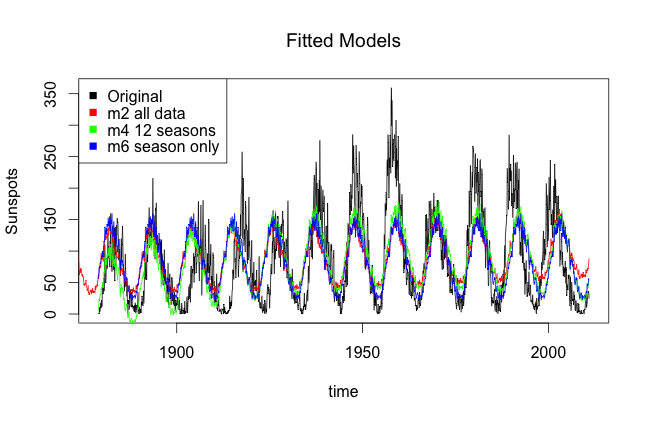 Fitted Models
Original
m2 all data
m4 12 seasons
m6 season only
Sunspots
350
250
150
50
0
1900
1950
2000
time